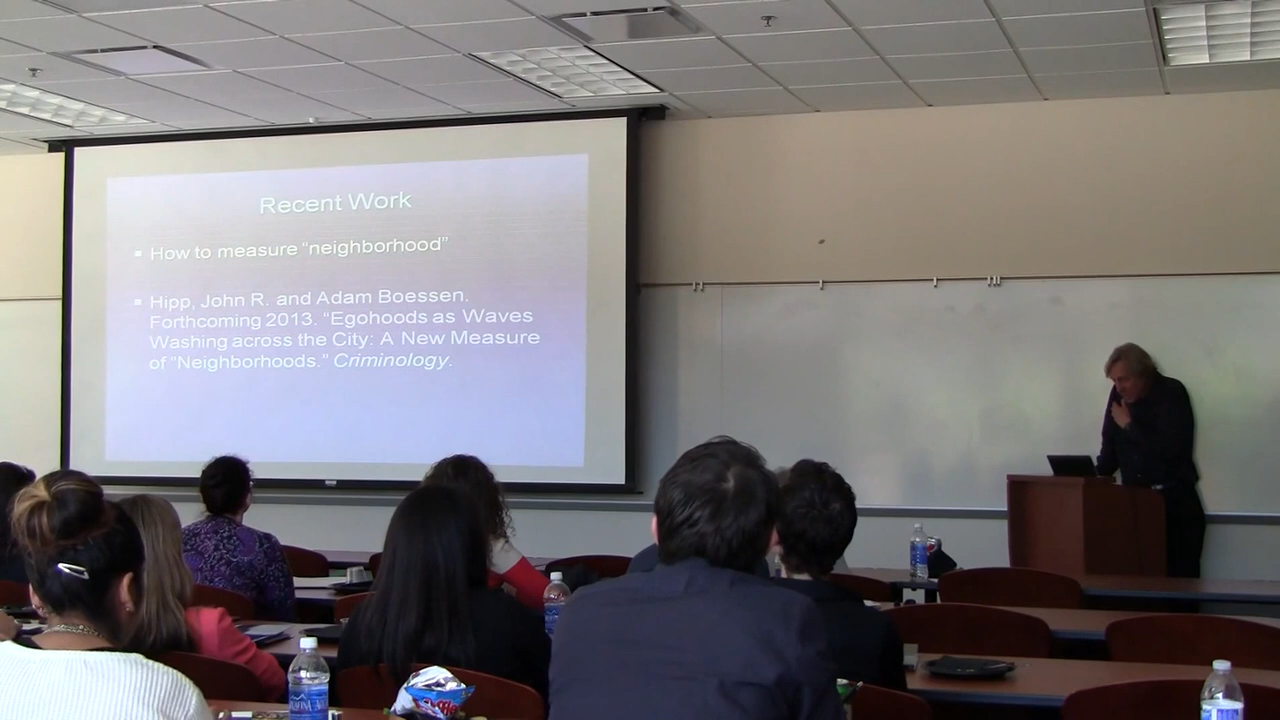 Recent Work
How to measure “neighborhood”
Hipp, John R. and Adam Boessen.
Forthcoming 2013. “Egohoods as Waves
Washing across the City: A New Measure
of “Neighborhoods.” Criminology.